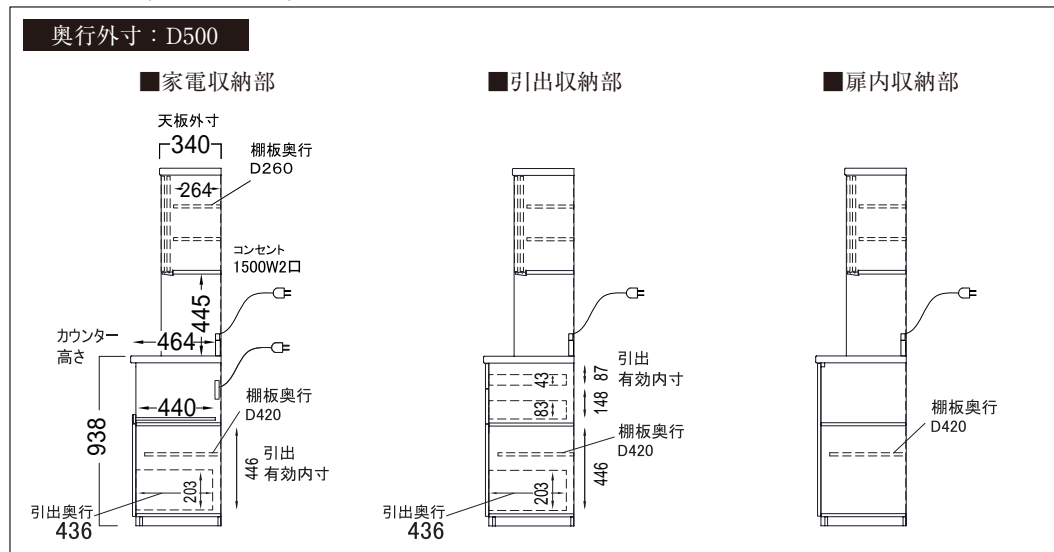 奥行外寸：D500
■家電収納部
■引出収納部
■扉内収納部
天板外寸
340
棚板奥行
D260
264
コンセント
1500W2口
445
カウンター
高さ
464
938
440
棚板奥行
D420
446
引出
有効内寸
203
引出奥行
436
43
87
引出
有効内寸
83
148
棚板奥行
D420
446
203
引出奥行
436
棚板奥行
D420